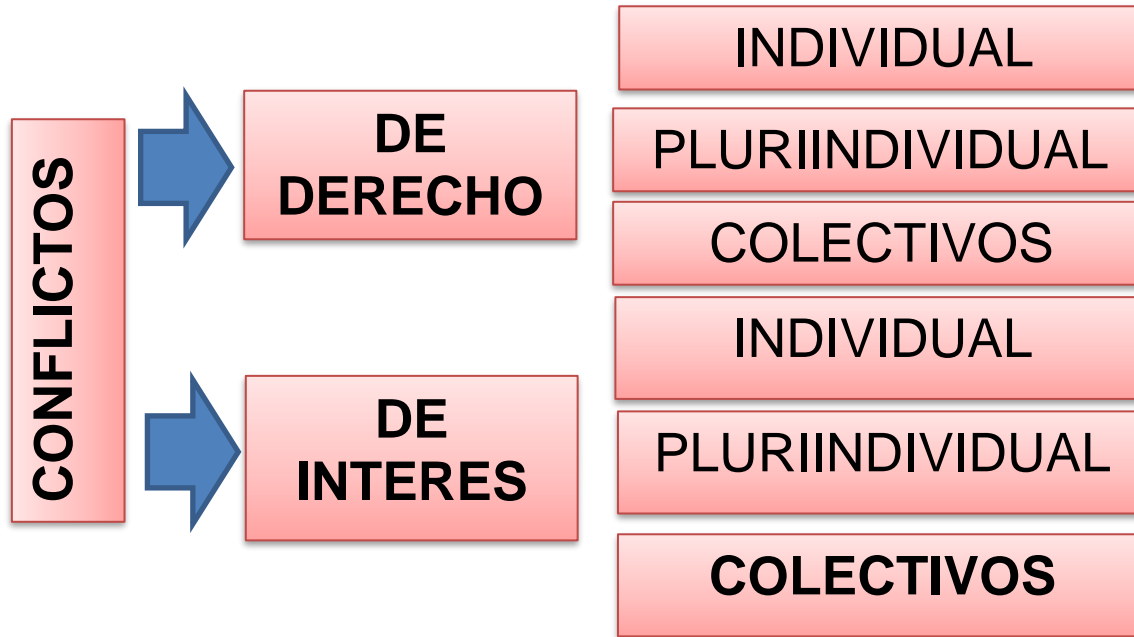 CONFLICTOS
DE
DERECHO
INDIVIDUAL
PLURIINDIVIDUAL
COLECTIVOS
DE
INTERES
INDIVIDUAL
PLURIINDIVIDUAL
COLECTIVOS